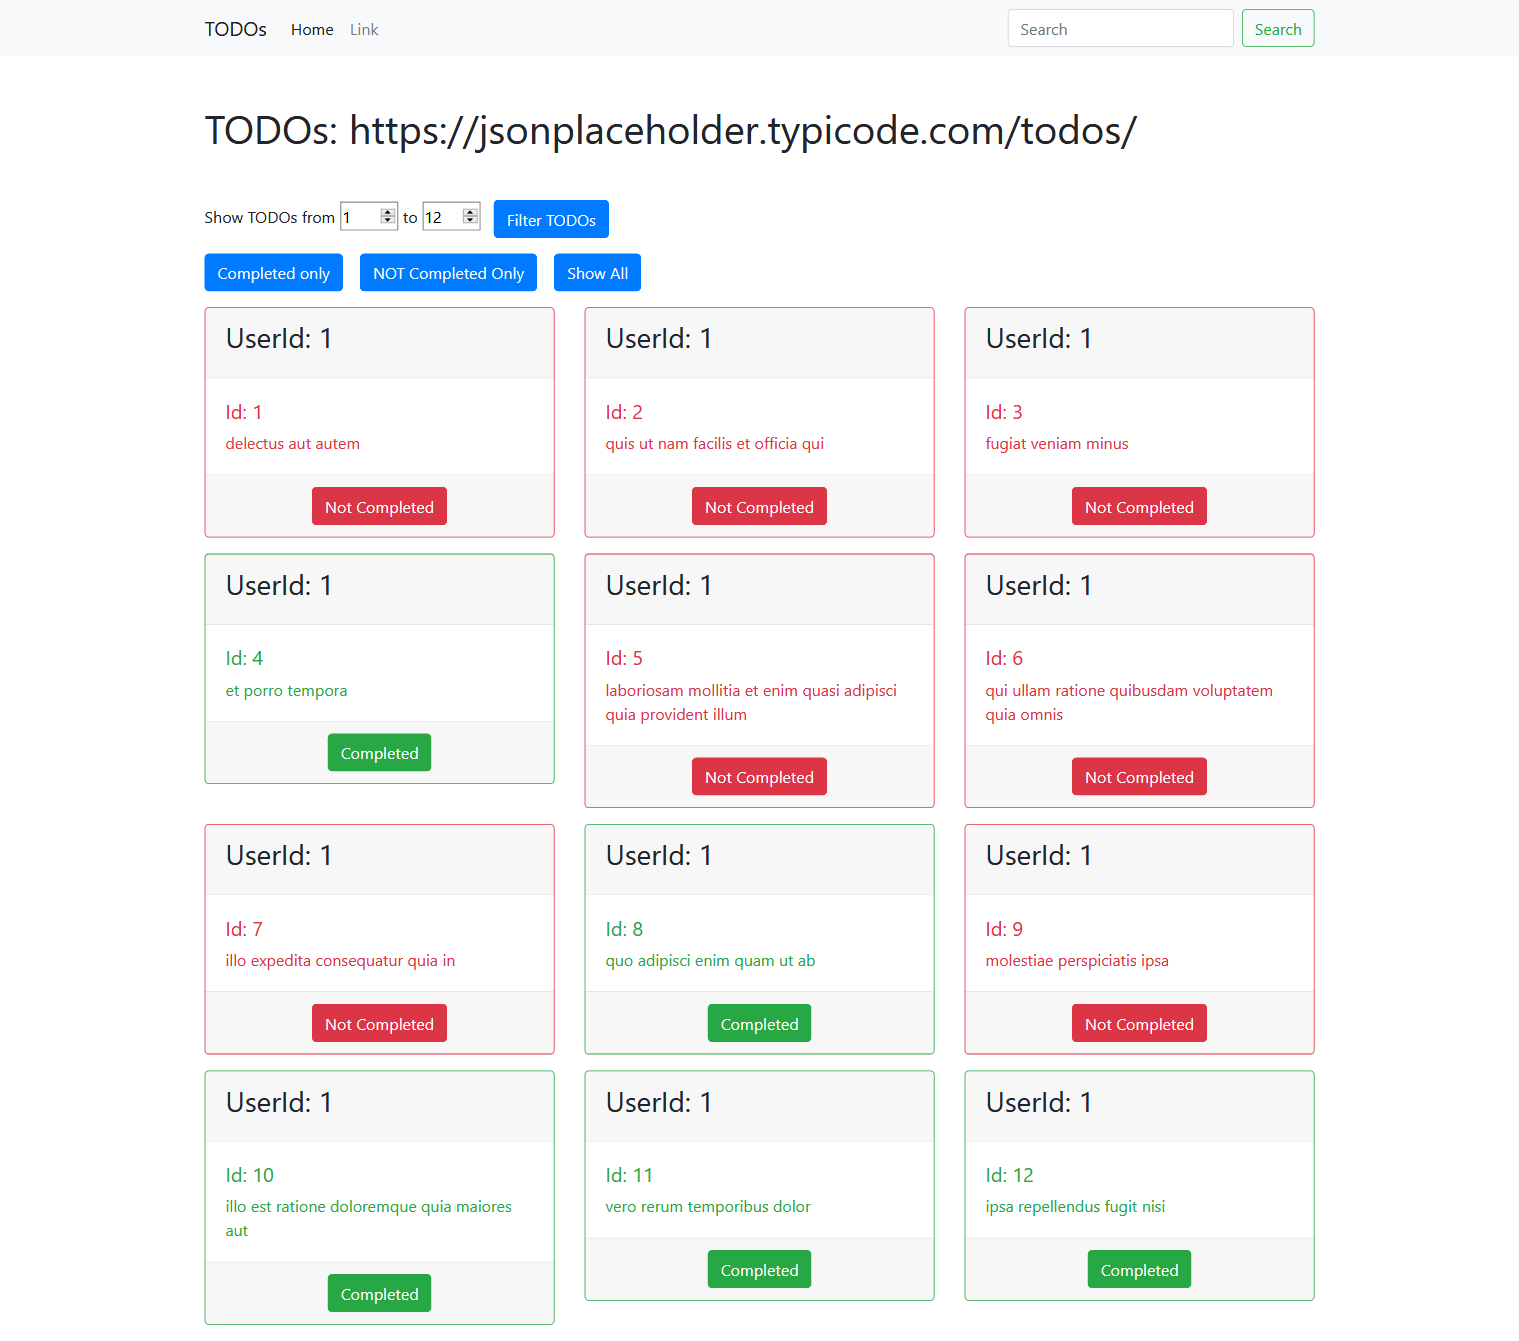 TODOs Home Link Search Search
TODOs: https://jsonplaceholder.typicode.com/todos/
Show TODOs from 1 to 12 Filter TODOs
Completed only NOT Completed Only Show All
UserId: 1
Id: 1
delectus aut autem
Not Completed
UserId: 1
Id: 2
quis ut nam facilis et officia qui
Not Completed
UserId: 1
Id: 3
fugiat veniam minus
Not Completed
UserId: 1
Id: 4
et porro tempora
Completed
UserId: 1
Id: 5
laboriosam mollitia et enim quasi adipisci
quia provident illum
Not Completed
UserId: 1
Id: 6
qui ullam ratione quibusdam voluptatem
quia omnis
Not Completed
UserId: 1
Id: 7
illo expedita consequatur quia in
Not Completed
UserId: 1
Id: 8
quo adipisci enim quam ut ab
Completed
UserId: 1
Id: 9
molestiae perspiciatis ipsa
Not Completed
UserId: 1
Id: 10
illo est ratione doloremque quia maiores
aut
Completed
UserId: 1
Id: 11
vero rerum temporibus dolor
Completed
UserId: 1
Id: 12
ipsa repellendus fugit nisi
Completed